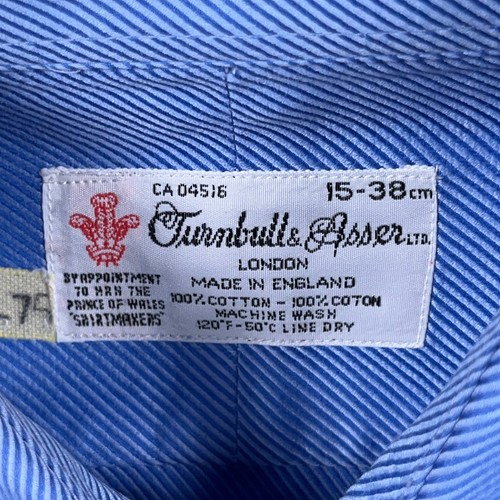 CA 04516 15-38cm
Turnbull & Asser LTD.
LONDON
BY APPOINTMENT
TO HRH THE
PRINCE OF WALES
"SHIRTMAKERS"
MADE IN ENGLAND
100% COTTON - 100% COTON
MACHINE WASH
120°F-50°C LINE DRY